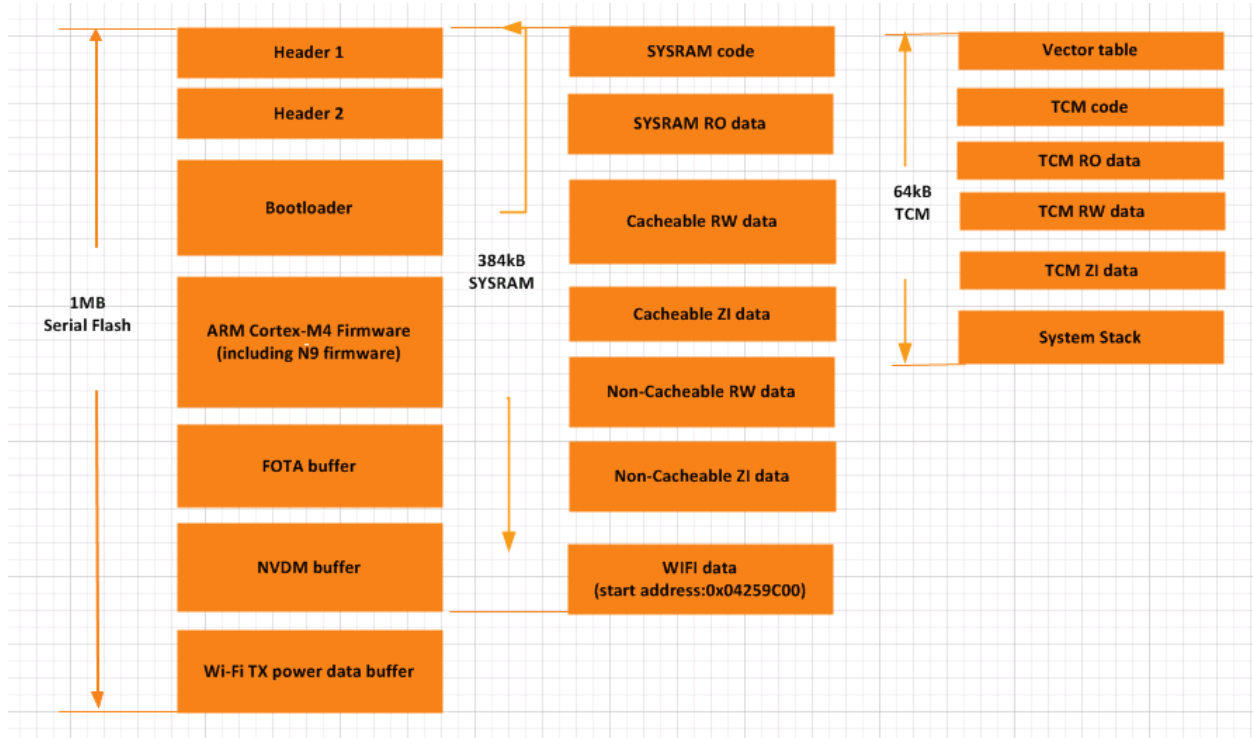 Header 1
Header 2
Bootloader
1MB
Serial Flash
ARM Cortex-M4 Firmware
(including N9 firmware)
FOTA buffer
NVDM buffer
Wi-Fi TX power data buffer
SYSRAM code
SYSRAM RO data
Cacheable RW data
384kB
SYSRAM
Cacheable ZI data
Non-Cacheable RW data
Non-Cacheable ZI data
WIFI data
(start address:0x04259C00)
Vector table
TCM code
TCM RO data
64kB
TCM
TCM RW data
TCM ZI data
System Stack